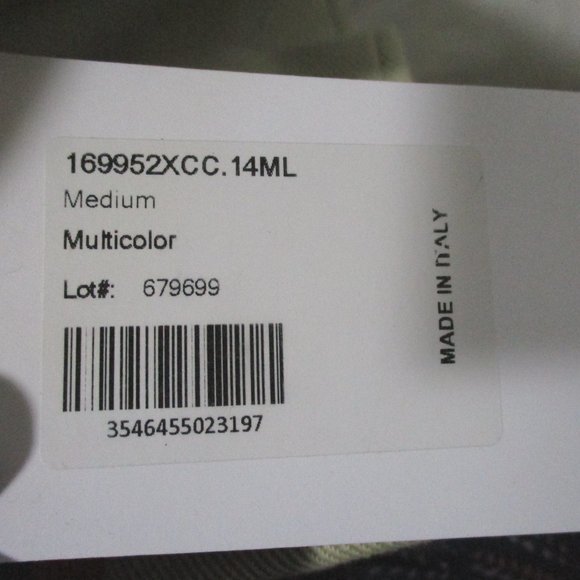 169952XCC.14ML
Medium
Multicolor
Lot#: 679699
3546455023197
MADE IN ITALY